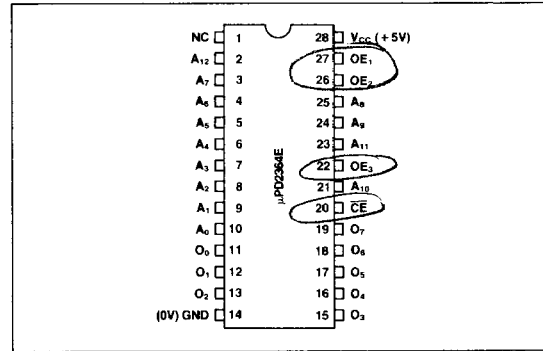 NC 1 28 VCC (+5V)
A12 2 27 OE1
A7 3 26 OE2
A6 4 25 A8
A5 5 24 A9
A4 6 23 A11
A3 7 22 OE3
A2 8 21 A10
A1 9 20 C̅E̅
A0 10 19 O7
O0 11 18 O6
O1 12 17 O5
O2 13 16 O4
(0V) GND 14 15 O3
μPD2364E